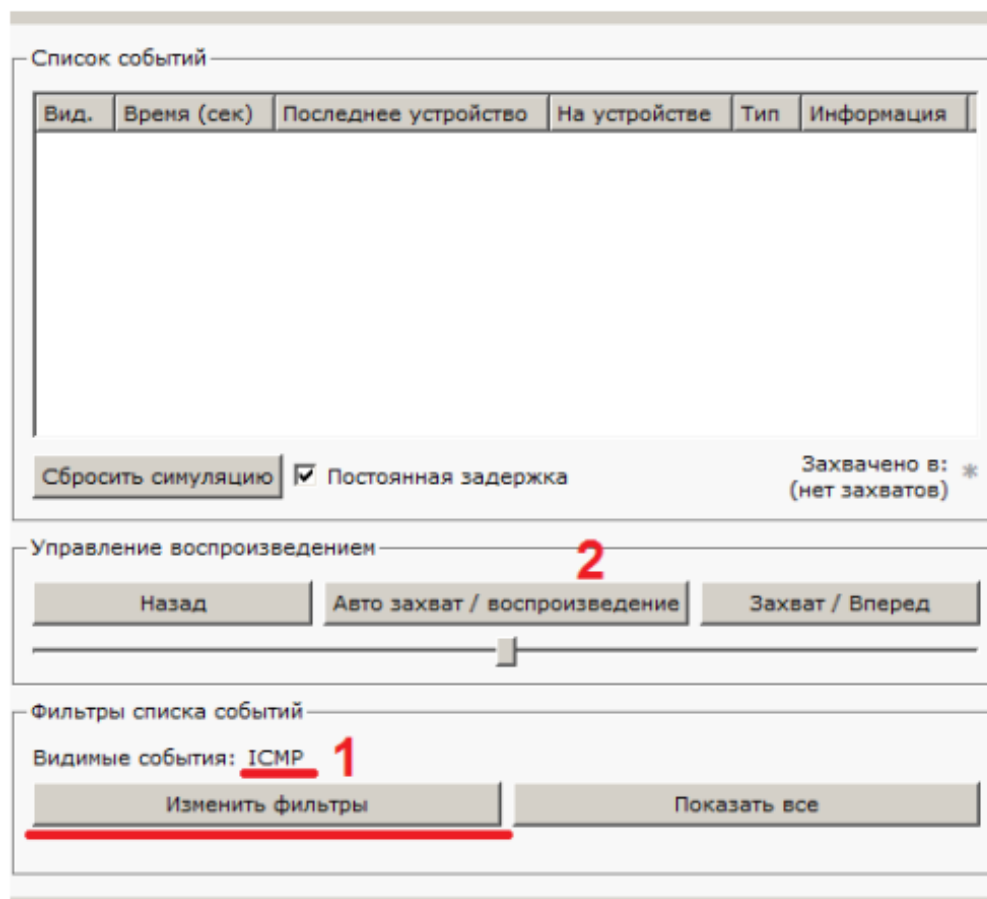 Список событий
Вид. Время (сек) Последнее устройство На устройстве Тип Информация
Сбросить симуляцию Постоянная задержка Захвачено в: *
(нет захватов)
Управление воспроизведением
2
Назад Авто захват / воспроизведение Захват / Вперед
Фильтры списка событий
Видимые события: ICMP 1
Изменить фильтры Показать все